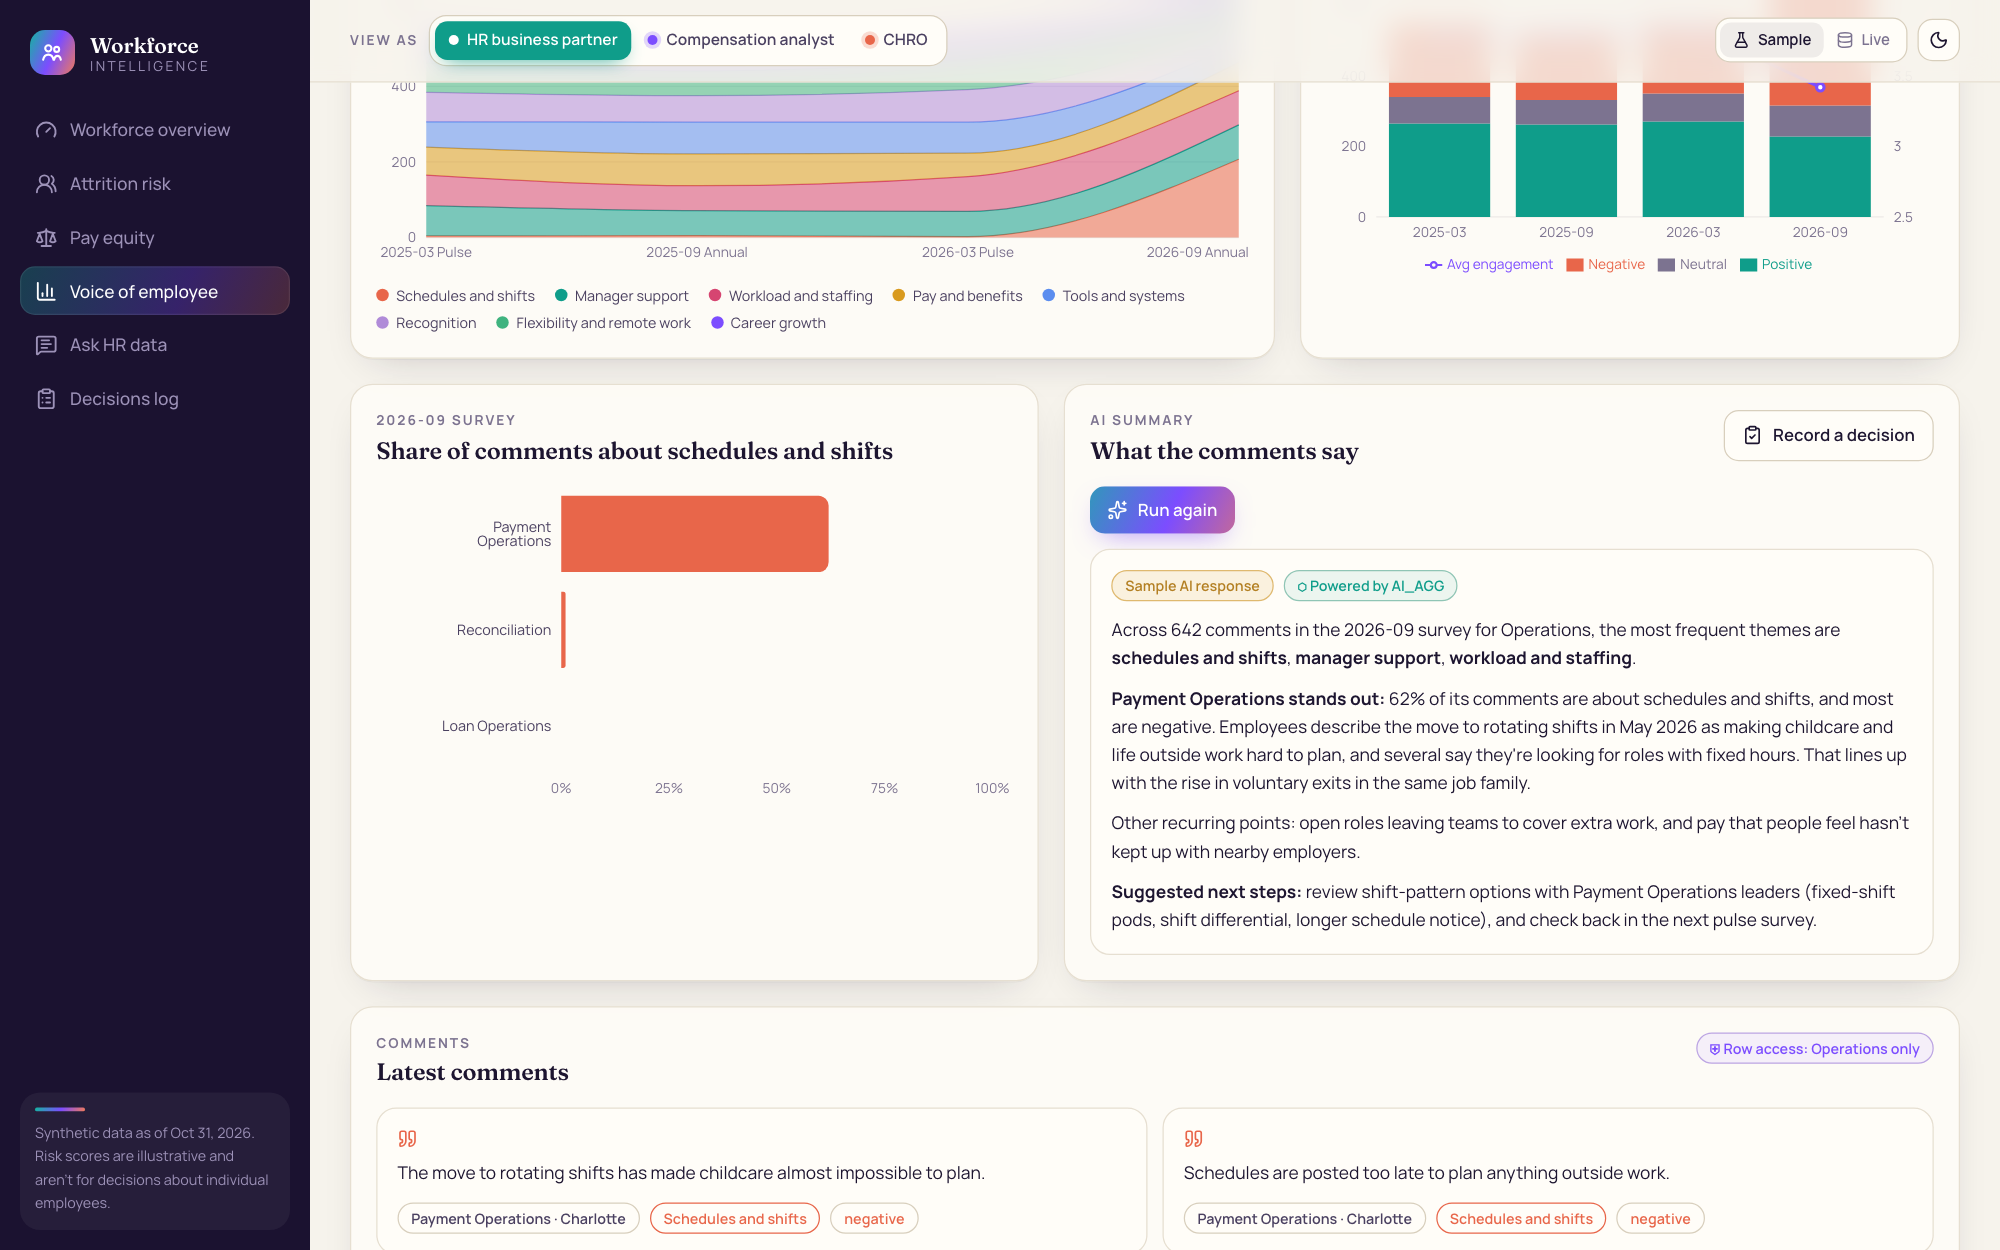 Workforce
INTELLIGENCE
Workforce overview
Attrition risk
Pay equity
Voice of employee
Ask HR data
Decisions log
Synthetic data as of Oct 31, 2026.
Risk scores are illustrative and
aren't for decisions about individual
employees.
VIEW AS
HR business partner
Compensation analyst
CHRO
Sample
Live
400
200
0
2025-03 Pulse
2025-09 Annual
2026-03 Pulse
2026-09 Annual
Schedules and shifts
Manager support
Workload and staffing
Pay and benefits
Tools and systems
Recognition
Flexibility and remote work
Career growth
400
3.5
200
3
0
2.5
2025-03
2025-09
2026-03
2026-09
Avg engagement
Negative
Neutral
Positive
2026-09 SURVEY
Share of comments about schedules and shifts
Payment
Operations
Reconciliation
Loan Operations
0%
25%
50%
75%
100%
AI SUMMARY
What the comments say
Record a decision
Run again
Sample AI response
Powered by AI_AGG
Across 642 comments in the 2026-09 survey for Operations, the most frequent themes are
schedules and shifts, manager support, workload and staffing.
Payment Operations stands out: 62% of its comments are about schedules and shifts, and most
are negative. Employees describe the move to rotating shifts in May 2026 as making childcare and
life outside work hard to plan, and several say they're looking for roles with fixed hours. That lines up
with the rise in voluntary exits in the same job family.
Other recurring points: open roles leaving teams to cover extra work, and pay that people feel hasn't
kept up with nearby employers.
Suggested next steps: review shift-pattern options with Payment Operations leaders (fixed-shift
pods, shift differential, longer schedule notice), and check back in the next pulse survey.
COMMENTS
Latest comments
Row access: Operations only
The move to rotating shifts has made childcare almost impossible to plan.
Payment Operations · Charlotte
Schedules and shifts
negative
Schedules are posted too late to plan anything outside work.
Payment Operations · Charlotte
Schedules and shifts
negative